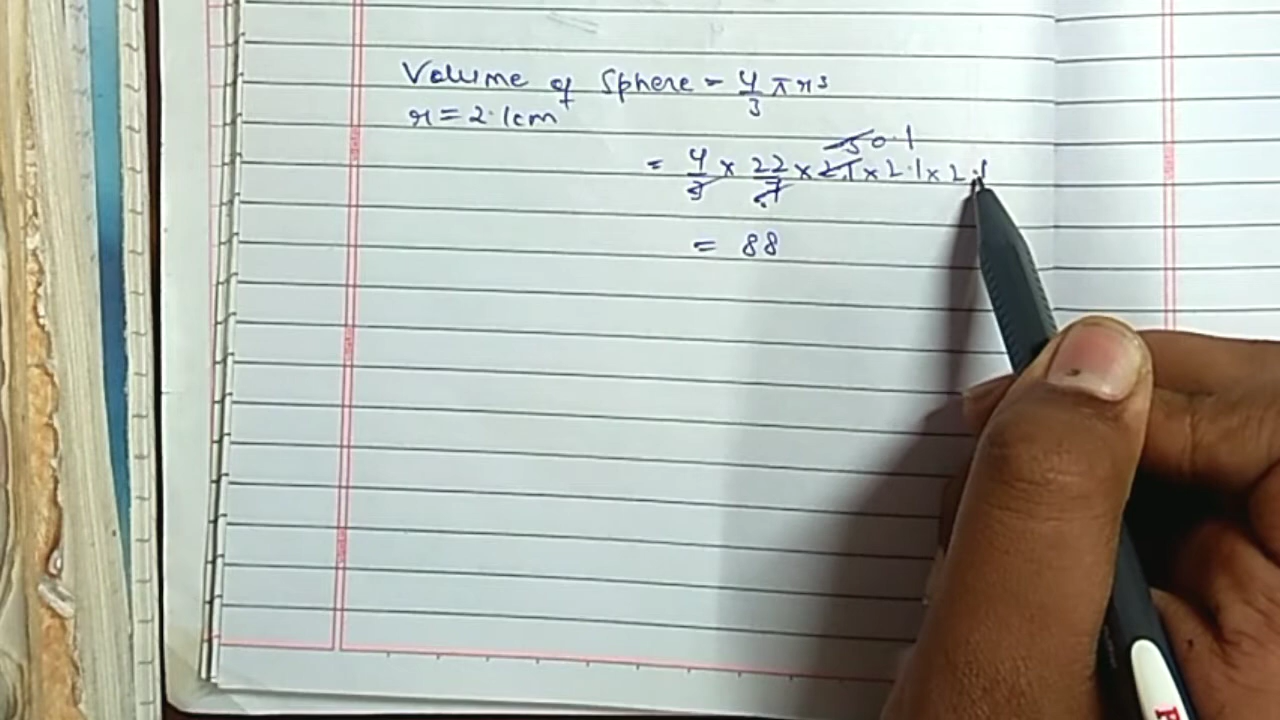 Volume of Sphere = 4/3 π r³
r = 2.1cm
0.1
= 4/3 × 22/7 × 2.1 × 2.1 × 2.1
= 88